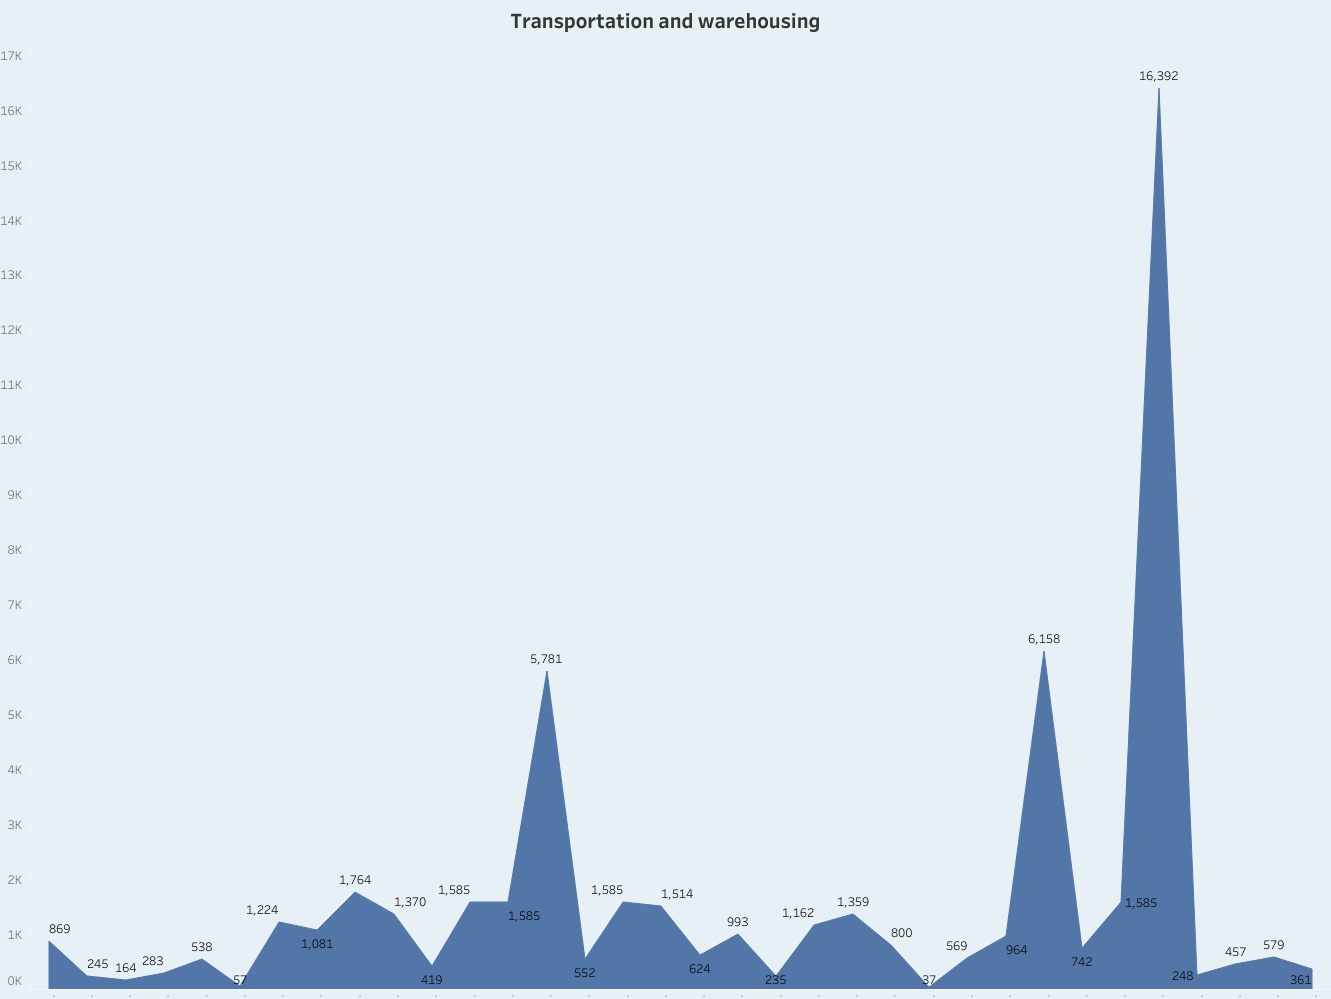 Transportation and warehousing
17K
16K
15K
14K
13K
12K
11K
10K
9K
8K
7K
6K
5K
4K
3K
2K
1K
0K
869
245
164
283
538
57
1,224
1,081
1,764
1,370
419
1,585
1,585
5,781
552
1,585
1,514
624
993
235
1,162
1,359
800
37
569
964
6,158
742
1,585
16,392
248
457
579
361